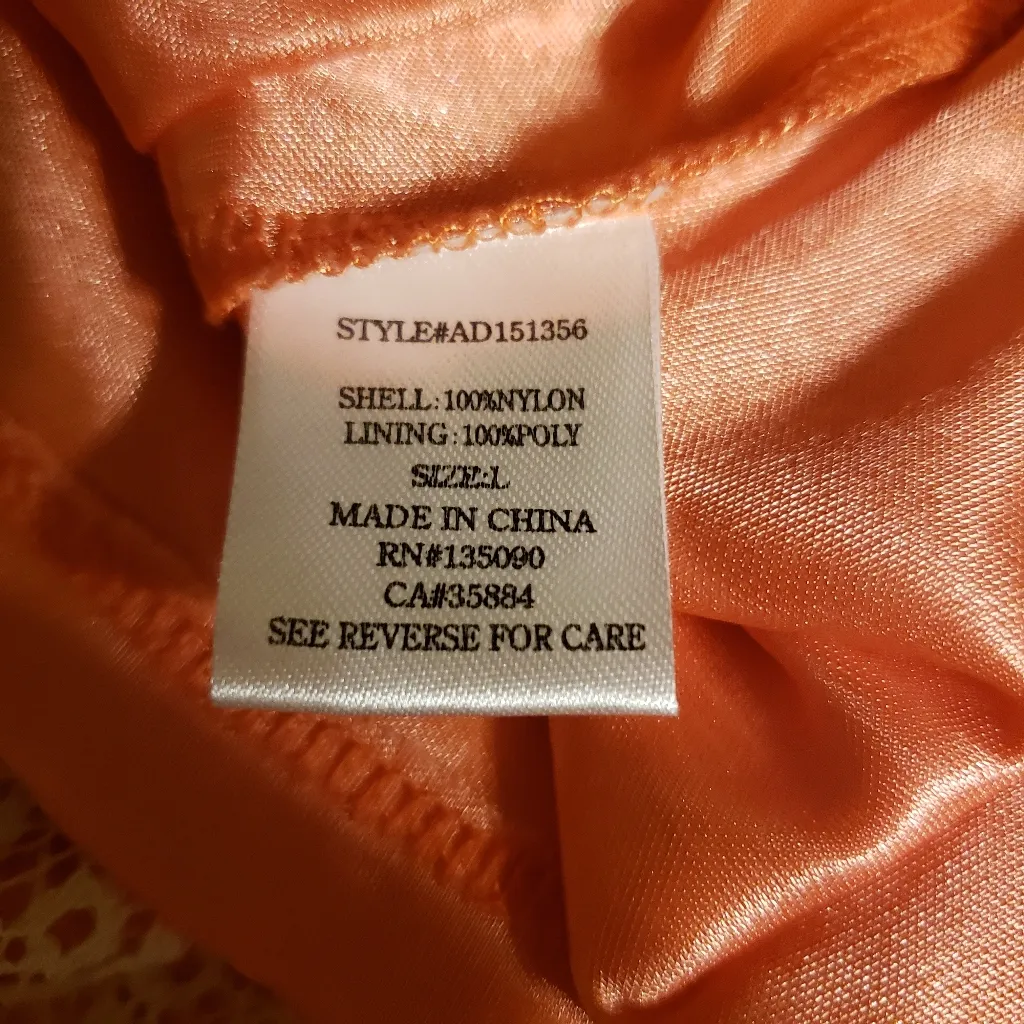 STYLE#AD151356
SHELL:100%NYLON
LINING:100%POLY
SIZE:L
MADE IN CHINA
RN#135090
CA#35884
SEE REVERSE FOR CARE